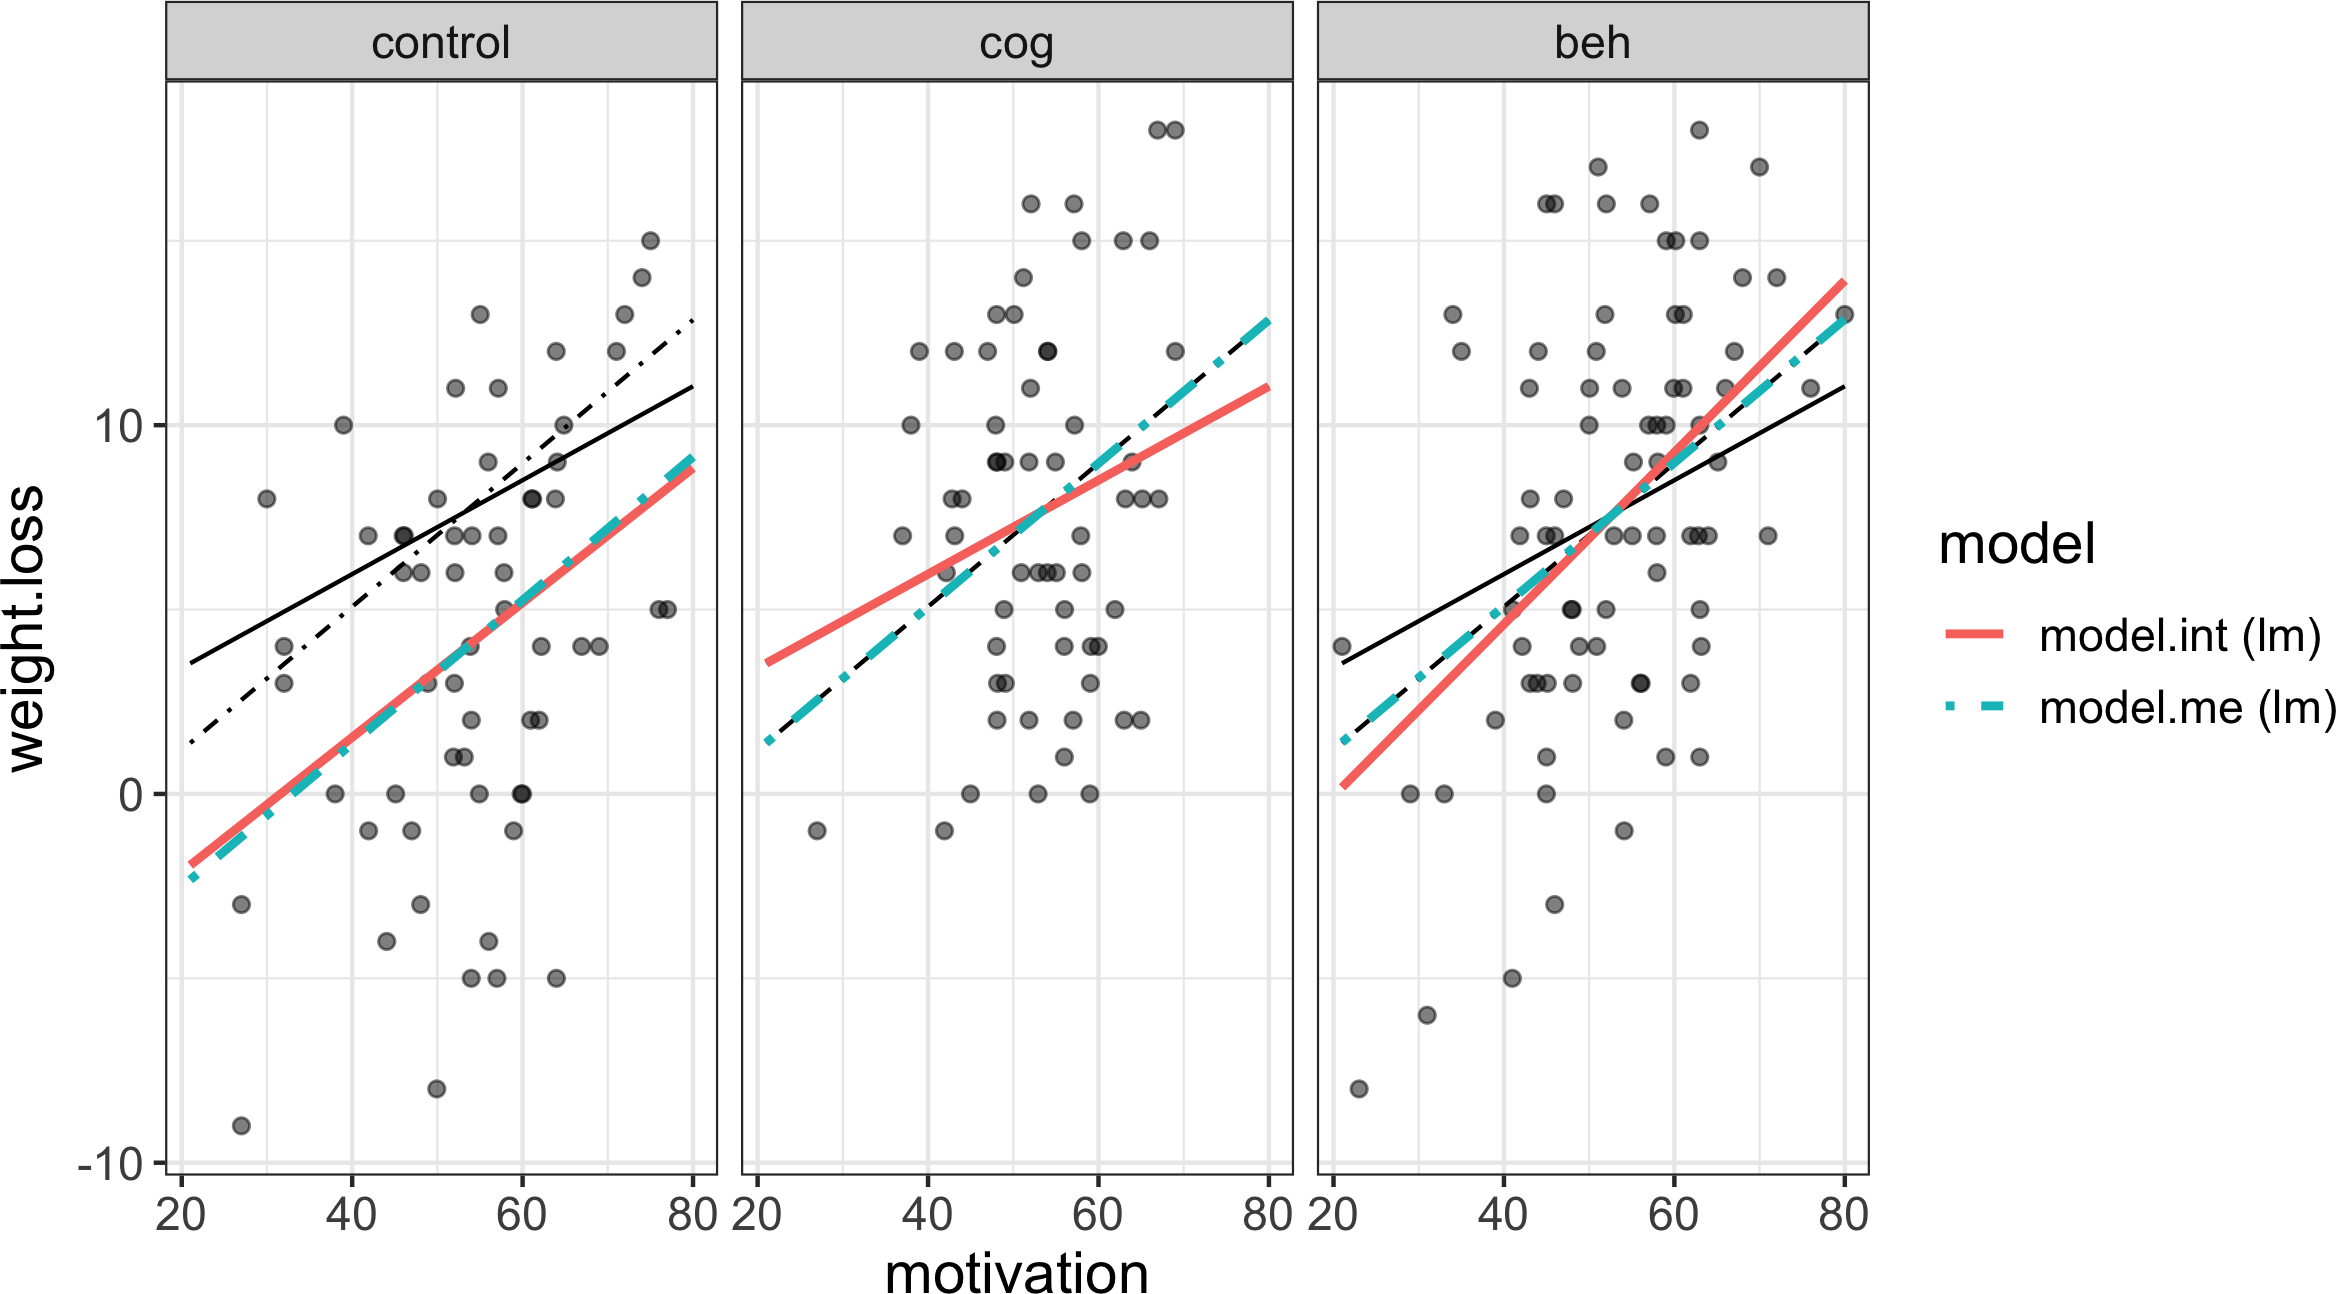 control cog beh
weight.loss
10
0
-10
20 40 60 80 20 40 60 80 20 40 60 80
motivation
model
model.int (lm)
model.me (lm)